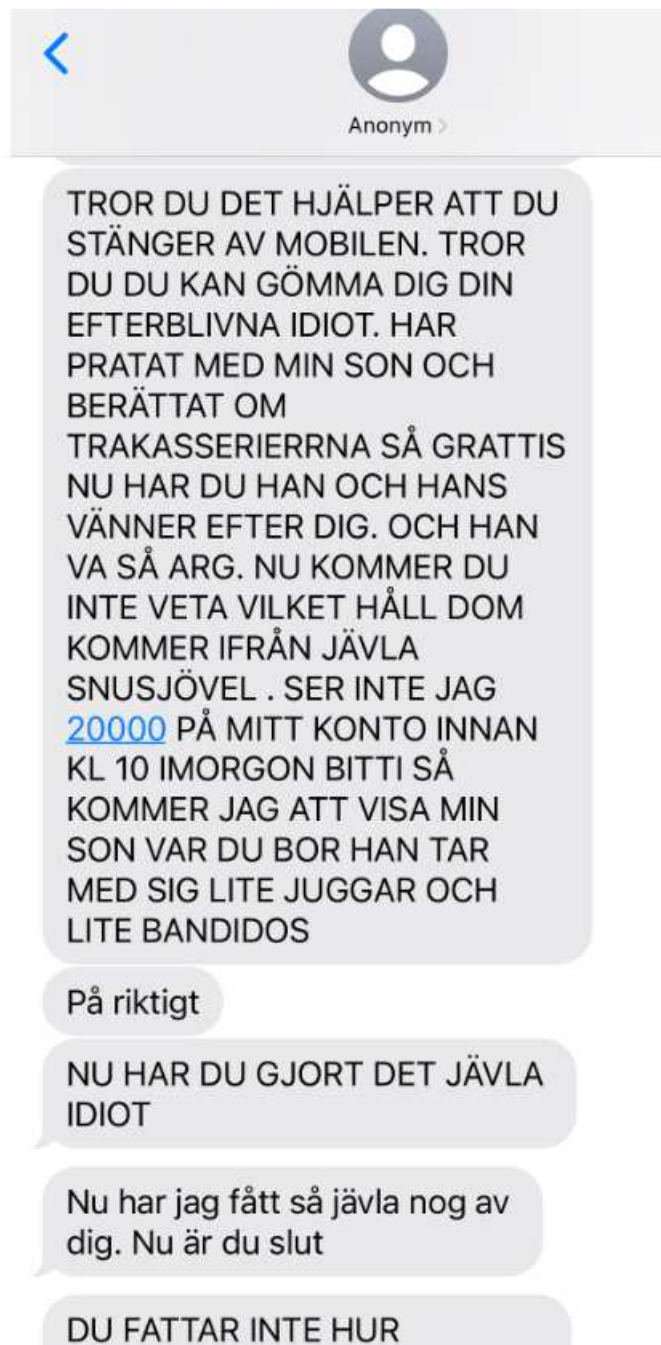 Anonym
TROR DU DET HJÄLPER ATT DU
STÄNGER AV MOBILEN. TROR
DU DU KAN GÖMMA DIG DIN
EFTERBLIVNA IDIOT. HAR
PRATAT MED MIN SON OCH
BERÄTTAT OM
TRAKASSERIERRNA SÅ GRATTIS
NU HAR DU HAN OCH HANS
VÄNNER EFTER DIG. OCH HAN
VA SÅ ARG. NU KOMMER DU
INTE VETA VILKET HÅLL DOM
KOMMER IFRÅN JÄVLA
SNUSJÖVEL . SER INTE JAG
20000 PÅ MITT KONTO INNAN
KL 10 IMORGON BITTI SÅ
KOMMER JAG ATT VISA MIN
SON VAR DU BOR HAN TAR
MED SIG LITE JUGGAR OCH
LITE BANDIDOS
På riktigt
NU HAR DU GJORT DET JÄVLA
IDIOT
Nu har jag fått så jävla nog av
dig. Nu är du slut
DU FATTAR INTE HUR